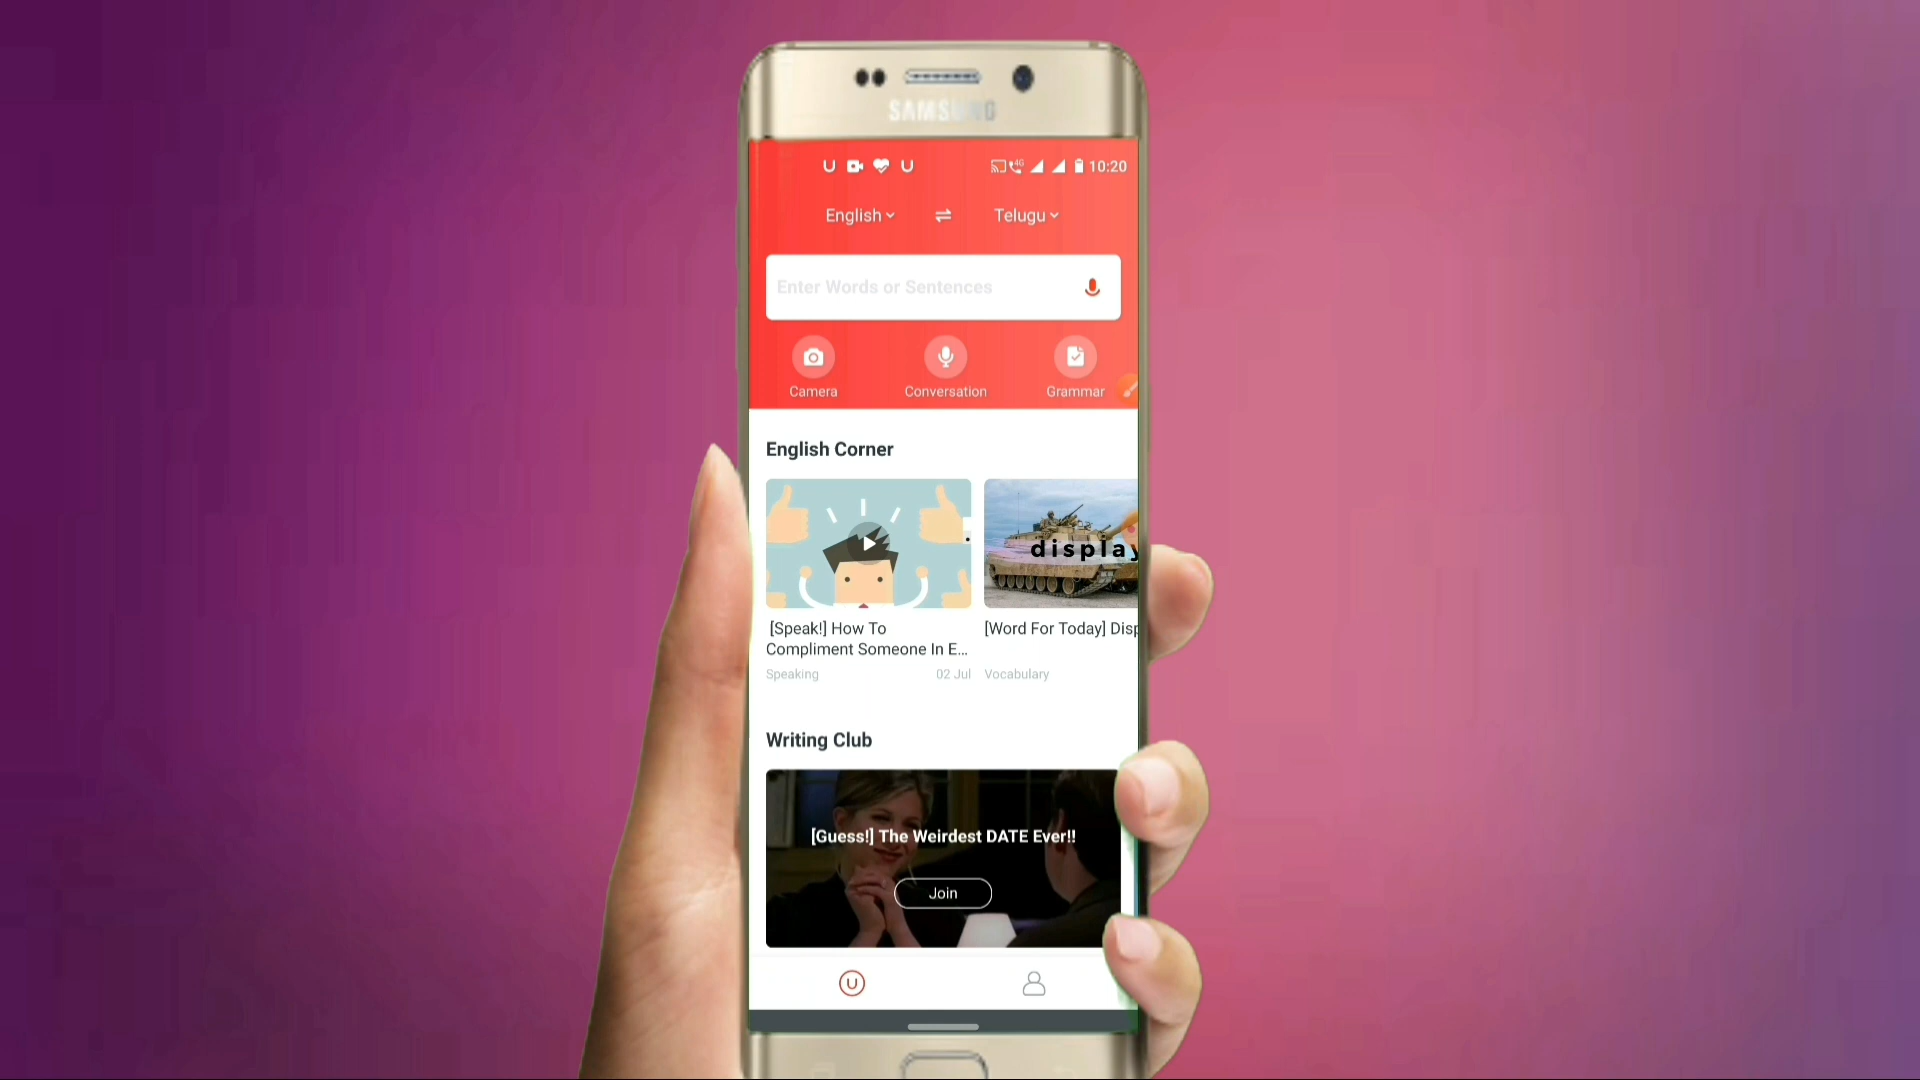 SAMSUNG
10:20
English
Telugu
Enter Words or Sentences
Camera
Conversation
Grammar
English Corner
display
[Speak!] How To
Compliment Someone In E...
[Word For Today] Disp
Speaking
02 Jul
Vocabulary
Writing Club
[Guess!] The Weirdest DATE Ever!!
Join